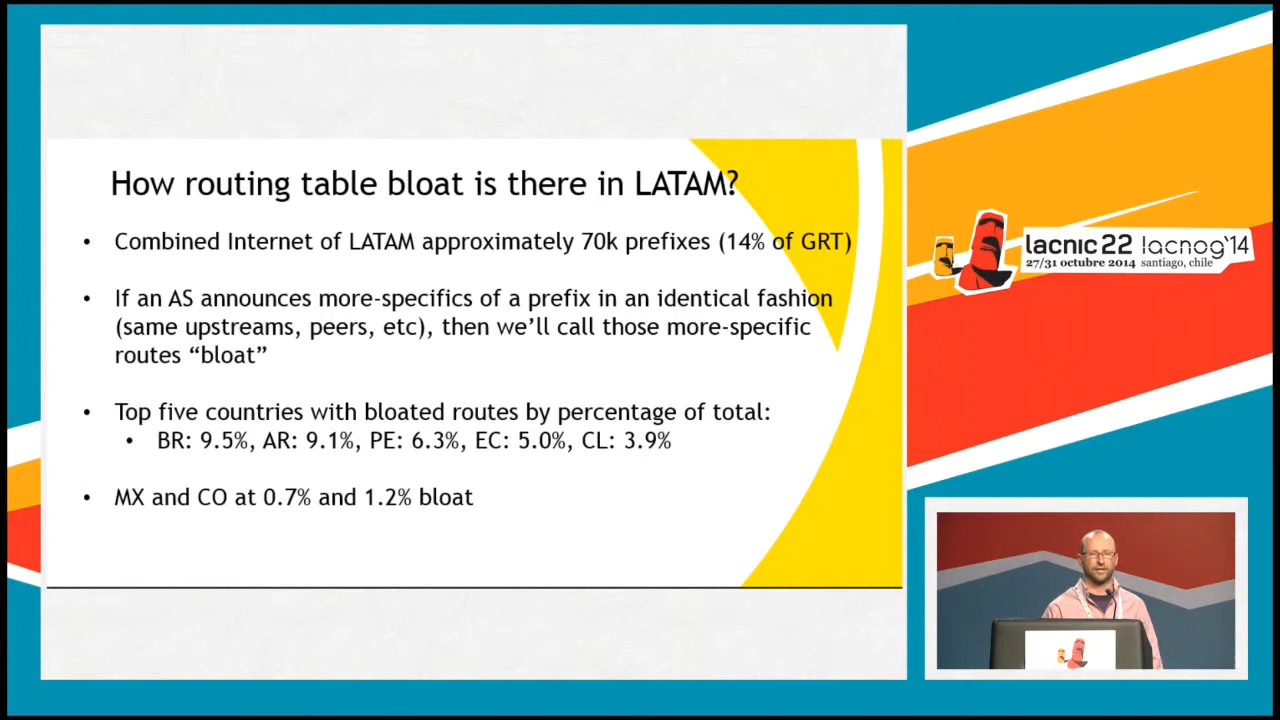 How routing table bloat is there in LATAM?
• Combined Internet of LATAM approximately 70k prefixes (14% of GRT)
• If an AS announces more-specifics of a prefix in an identical fashion
(same upstreams, peers, etc), then we’ll call those more-specific
routes “bloat”
• Top five countries with bloated routes by percentage of total:
• BR: 9.5%, AR: 9.1%, PE: 6.3%, EC: 5.0%, CL: 3.9%
• MX and CO at 0.7% and 1.2% bloat
lacnic 22 lacnog'14
27/31 octubre 2014 santiago, chile